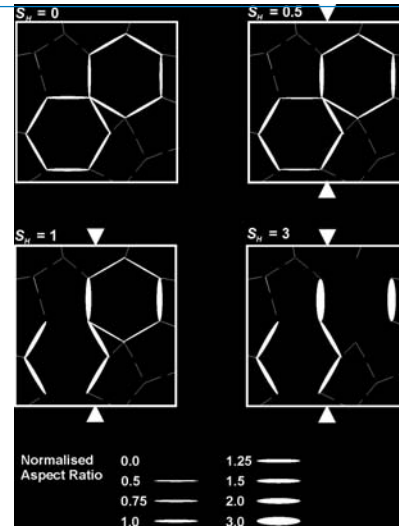 S_H = 0
S_H = 0.5
S_H = 1
S_H = 3
Normalised Aspect Ratio
0.0
0.5
0.75
1.0
1.25
1.5
2.0
3.0